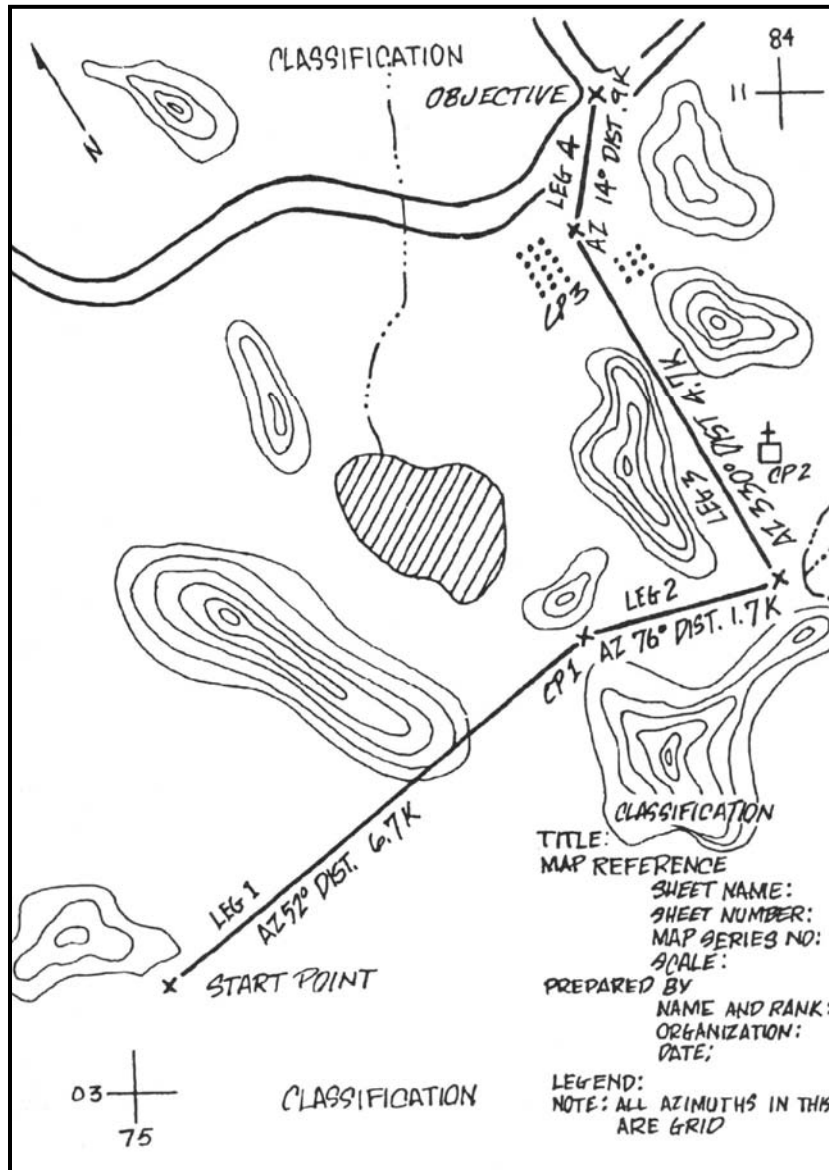 CLASSIFICATION
84
11
N
OBJECTIVE
LEG 4
AZ 14° DIST .9K
CP3
LEG 3
AZ 330° DIST 4.7K
CP2
LEG 2
AZ 76° DIST. 1.7K
CP1
LEG 1
AZ 52° DIST. 6.7K
START POINT
CLASSIFICATION
TITLE:
MAP REFERENCE
SHEET NAME:
SHEET NUMBER:
MAP SERIES NO:
SCALE:
PREPARED BY
NAME AND RANK:
ORGANIZATION:
DATE;
LEGEND:
NOTE: ALL AZIMUTHS IN THIS
ARE GRID
03
75
CLASSIFICATION